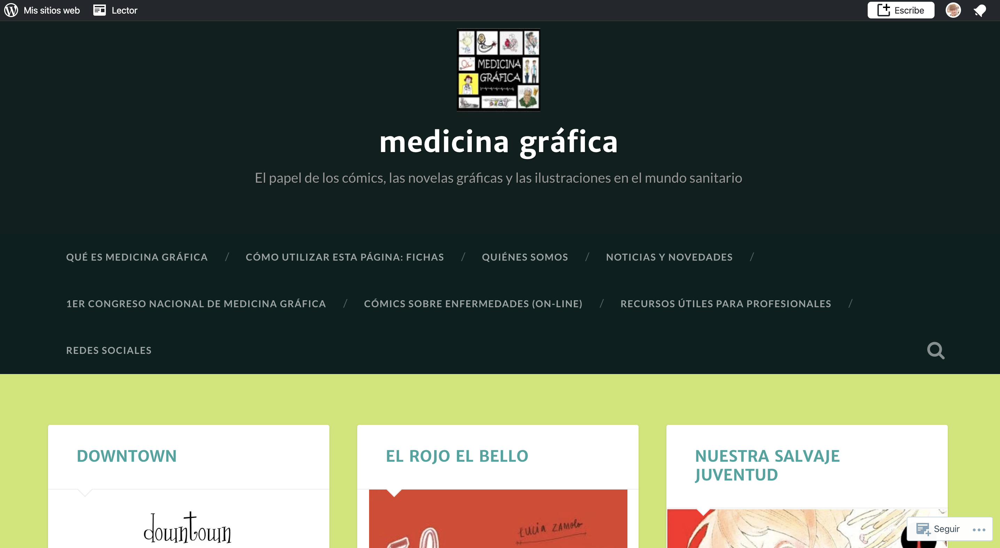 Mis sitios web Lector Escribe
MEDICINA
GRÁFICA
medicina gráfica
El papel de los cómics, las novelas gráficas y las ilustraciones en el mundo sanitario
QUÉ ES MEDICINA GRÁFICA / CÓMO UTILIZAR ESTA PÁGINA: FICHAS / QUIÉNES SOMOS / NOTICIAS Y NOVEDADES /
1ER CONGRESO NACIONAL DE MEDICINA GRÁFICA / CÓMICS SOBRE ENFERMEDADES (ON-LINE) / RECURSOS ÚTILES PARA PROFESIONALES /
REDES SOCIALES
DOWNTOWN
EL ROJO EL BELLO
NUESTRA SALVAJE
JUVENTUD
downtown
LUCIA ZAMOLO
Seguir